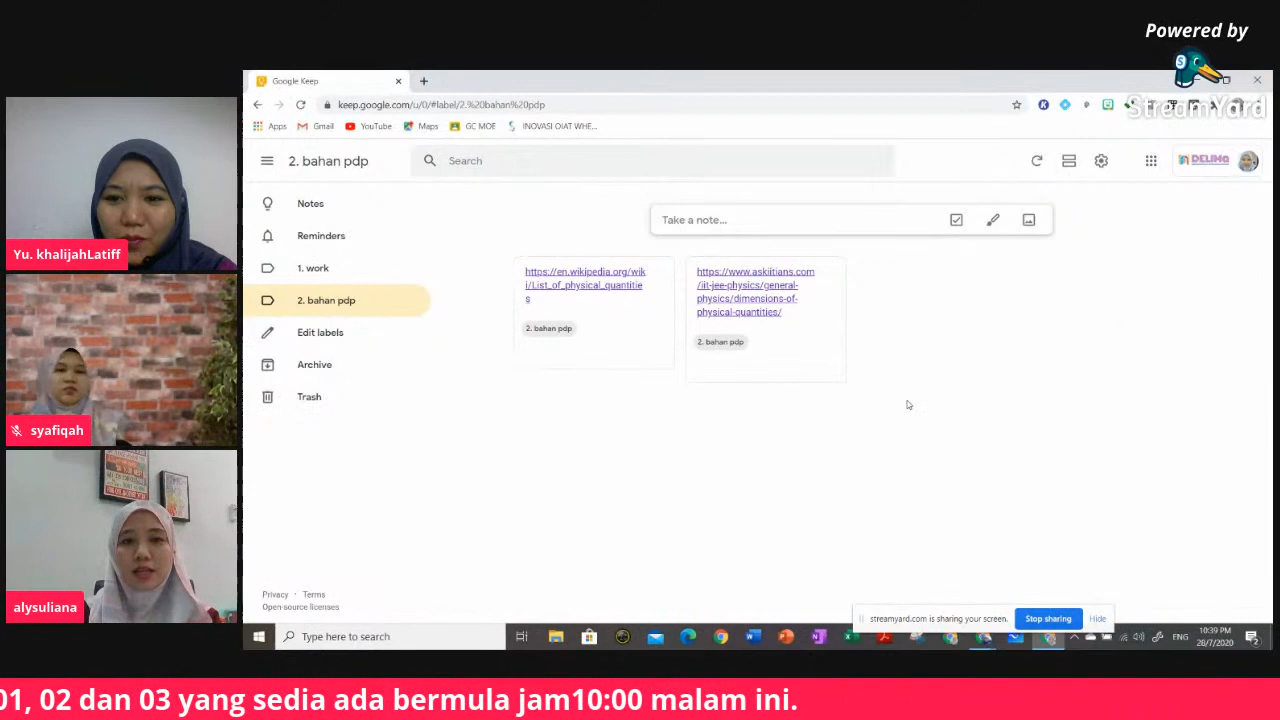 Powered by
StreamYard
Google Keep
keep.google.com/u/0/#label/2.%20bahan%20pdp
Apps
Gmail
YouTube
Maps
GC MOE
INOVASI OIAT WHE...
2. bahan pdp
Search
DELIMa
Notes
Reminders
1. work
2. bahan pdp
Edit labels
Archive
Trash
Take a note...
https://en.wikipedia.org/wik
i/List_of_physical_quantitie
s
2. bahan pdp
https://www.askiitians.com
/iit-jee-physics/general-
physics/dimensions-of-
physical-quantities/
2. bahan pdp
Yu. khalijahLatiff
syafiqah
alysuliana
Privacy · Terms
Open-source licenses
streamyard.com is sharing your screen.
Stop sharing
Hide
Type here to search
ENG
10:39 PM
28/7/2020
01, 02 dan 03 yang sedia ada bermula jam10:00 malam ini.